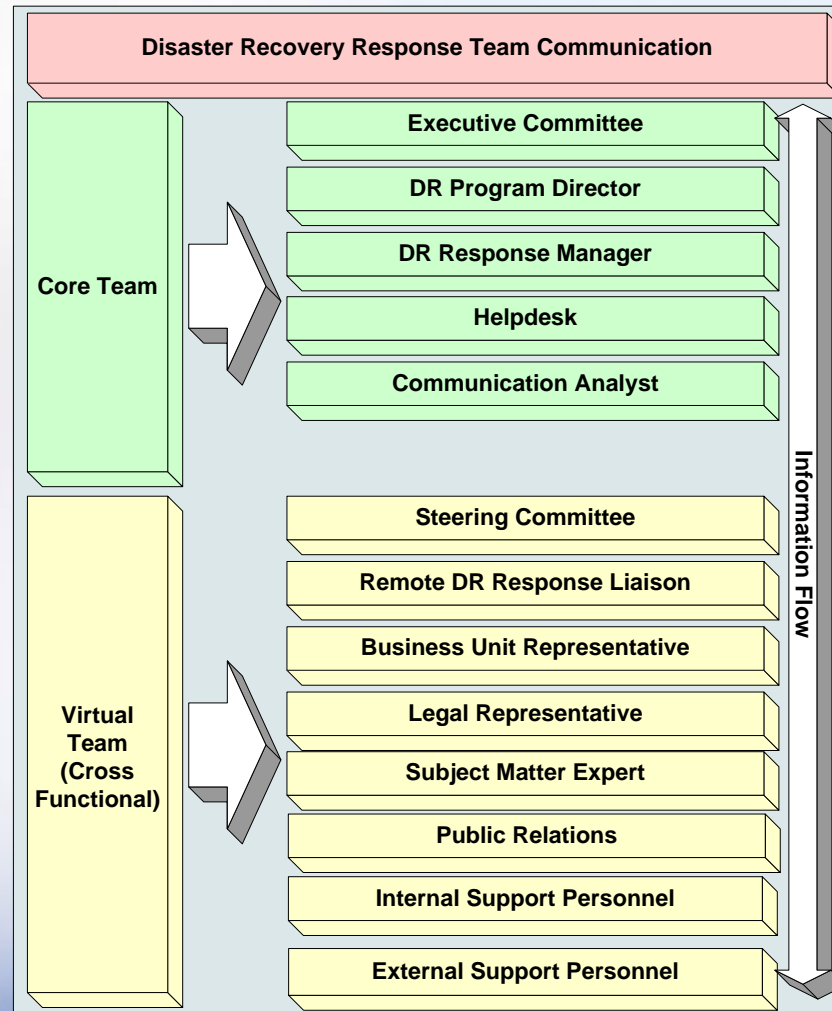 Disaster Recovery Response Team Communication
Core Team
Executive Committee
DR Program Director
DR Response Manager
Helpdesk
Communication Analyst
Virtual
Team
(Cross
Functional)
Steering Committee
Remote DR Response Liaison
Business Unit Representative
Legal Representative
Subject Matter Expert
Public Relations
Internal Support Personnel
External Support Personnel
Information Flow